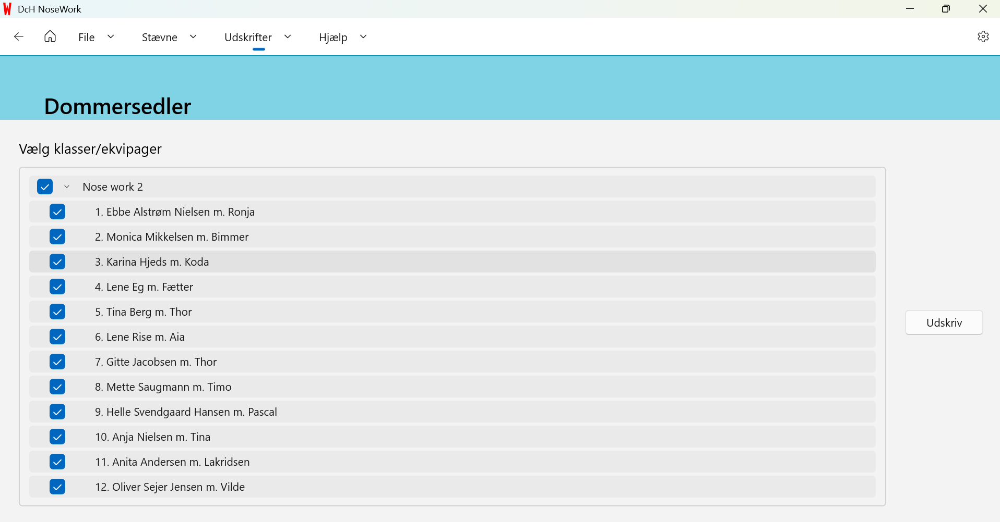 DcH NoseWork
File
Stævne
Udskrifter
Hjælp
Dommersedler
Vælg klasser/ekvipager
Nose work 2
1. Ebbe Alstrøm Nielsen m. Ronja
2. Monica Mikkelsen m. Bimmer
3. Karina Hjeds m. Koda
4. Lene Eg m. Fætter
5. Tina Berg m. Thor
6. Lene Rise m. Aia
7. Gitte Jacobsen m. Thor
8. Mette Saugmann m. Timo
9. Helle Svendgaard Hansen m. Pascal
10. Anja Nielsen m. Tina
11. Anita Andersen m. Lakridsen
12. Oliver Sejer Jensen m. Vilde
Udskriv